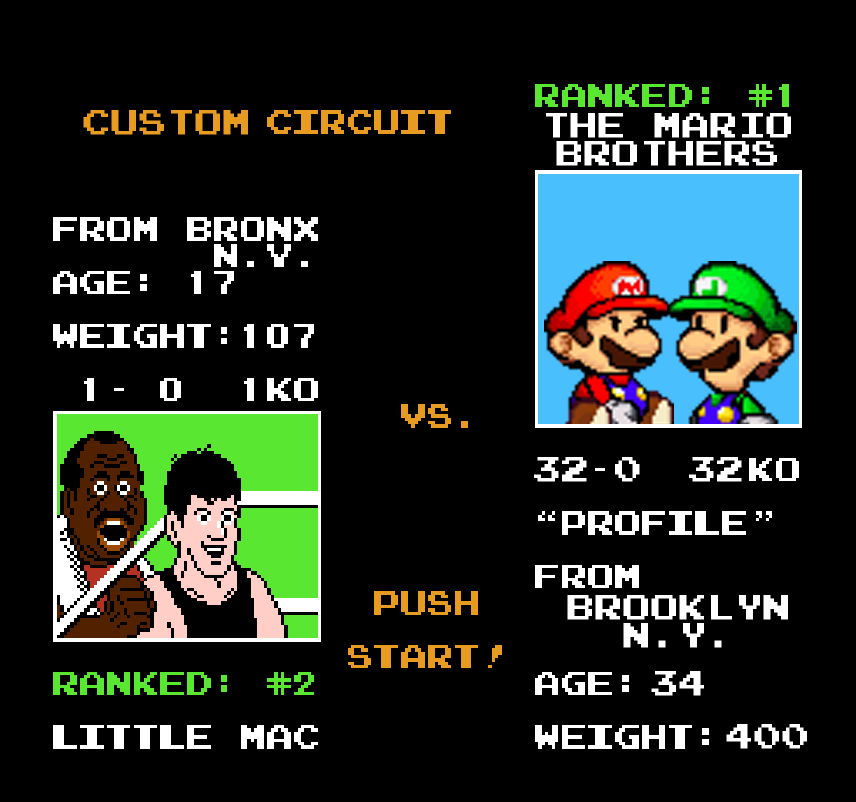 CUSTOM CIRCUIT
FROM BRONX
N.Y.
AGE: 17
WEIGHT:107
1- 0 1KO
RANKED: #2
LITTLE MAC
VS.
PUSH
START!
RANKED: #1
THE MARIO
BROTHERS
M
L
32-0 32KO
“PROFILE”
FROM
BROOKLYN
N.Y.
AGE: 34
WEIGHT:400